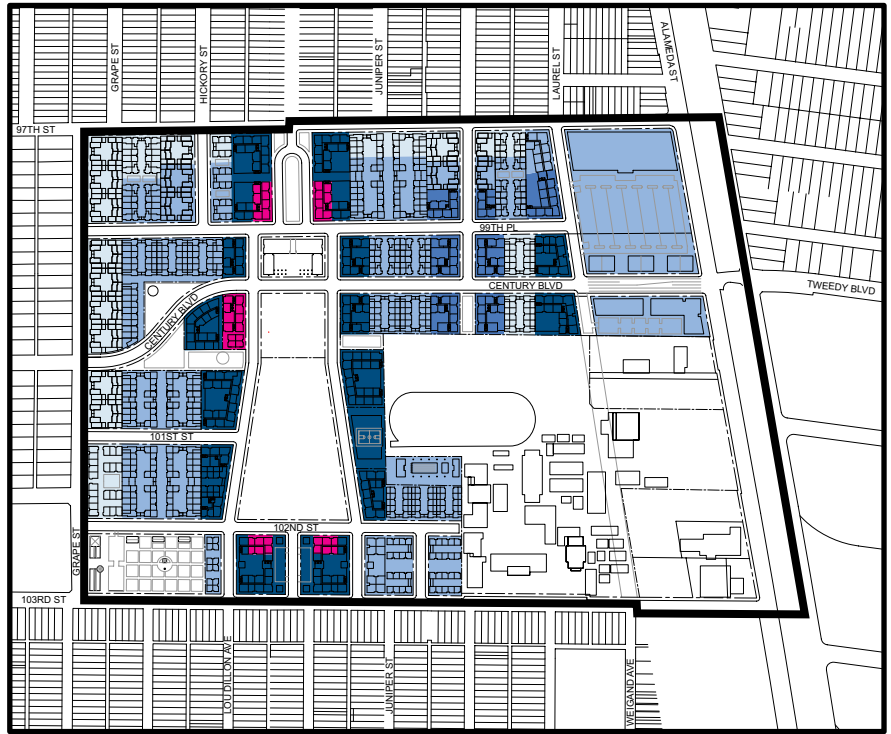 GRAPE ST
HICKORY ST
JUNIPER ST
LAUREL ST
ALAMEDA ST
97TH ST
99TH PL
CENTURY BLVD
TWEEDY BLVD
CENTURY BLVD
101ST ST
102ND ST
GRAPE ST
103RD ST
LOU DILLON AVE
JUNIPER ST
WEIGAND AVE